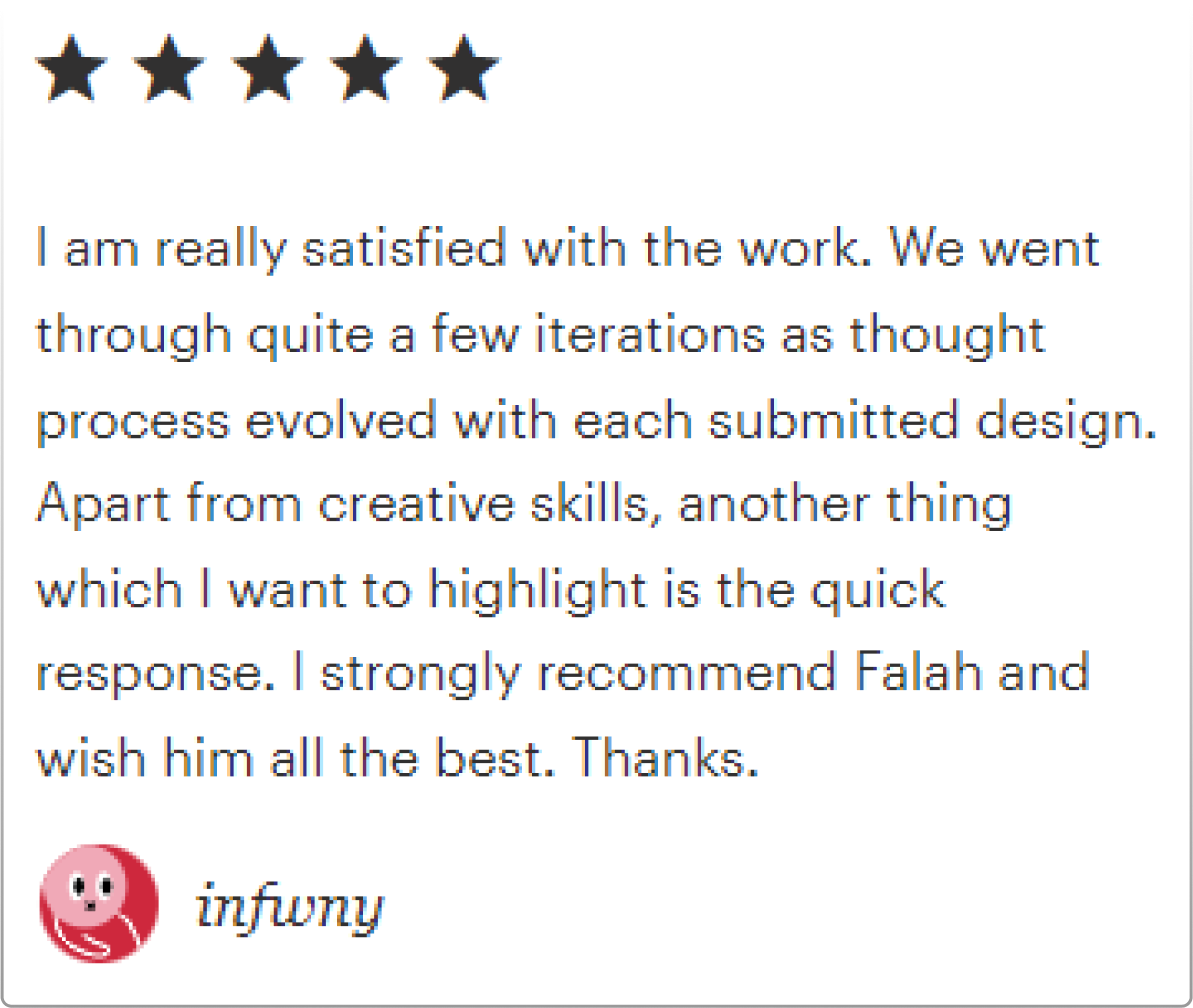 I am really satisfied with the work. We went
through quite a few iterations as thought
process evolved with each submitted design.
Apart from creative skills, another thing
which I want to highlight is the quick
response. I strongly recommend Falah and
wish him all the best. Thanks.
infwny